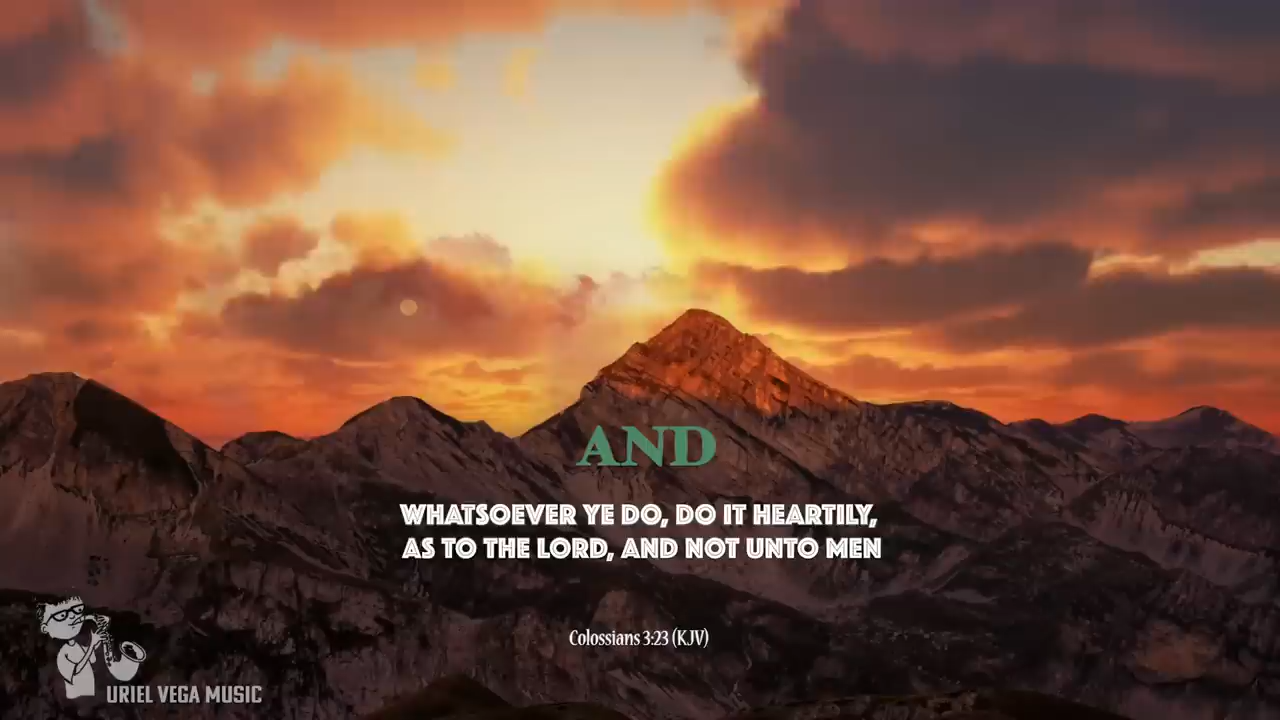 AND
WHATSOEVER YE DO, DO IT HEARTILY,
AS TO THE LORD, AND NOT UNTO MEN
Colossians 3:23 (KJV)
URIEL VEGA MUSIC